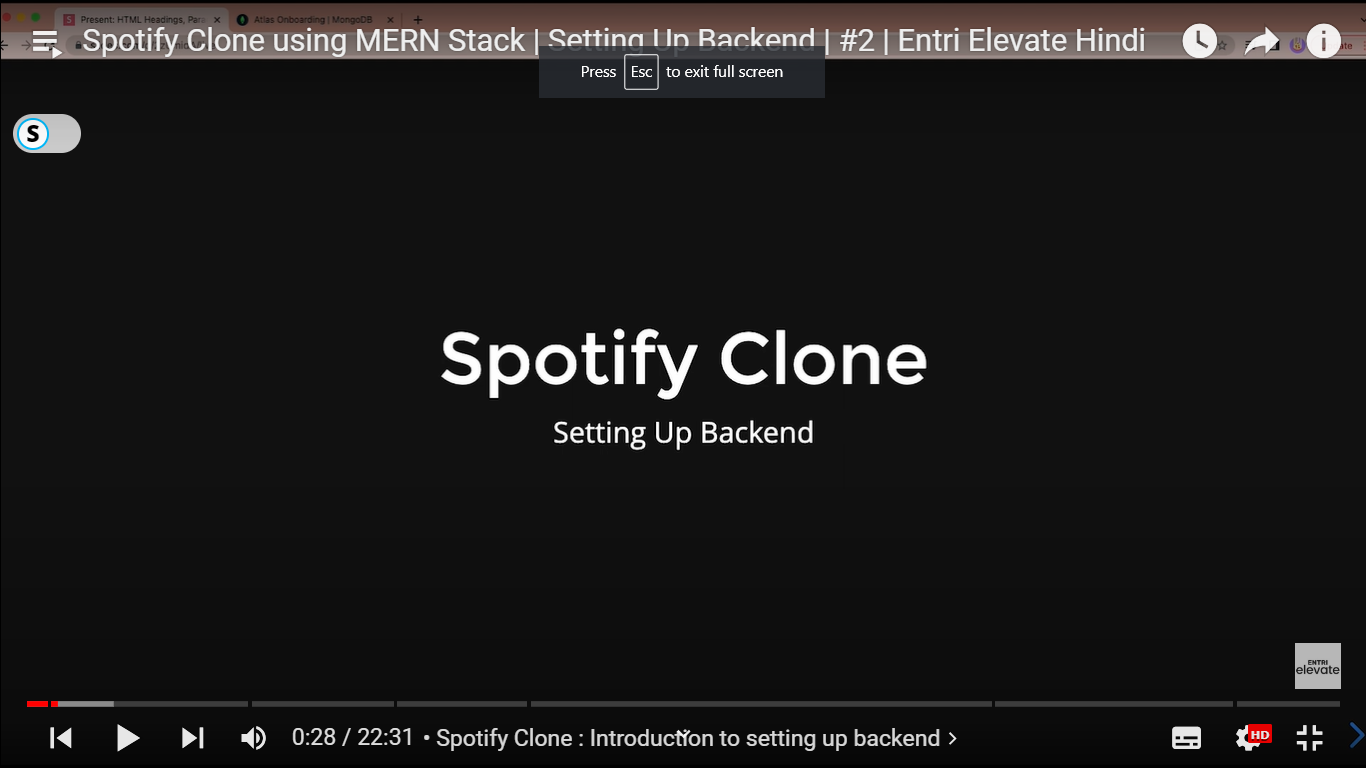 Present: HTML Headings, Para
Atlas Onboarding | MongoDB
Spotify Clone using MERN Stack | Setting Up Backend | #2 | Entri Elevate Hindi
Press Esc to exit full screen
S
Spotify Clone
Setting Up Backend
ENTRI
elevate
0:28 / 22:31 • Spotify Clone : Introduction to setting up backend
HD